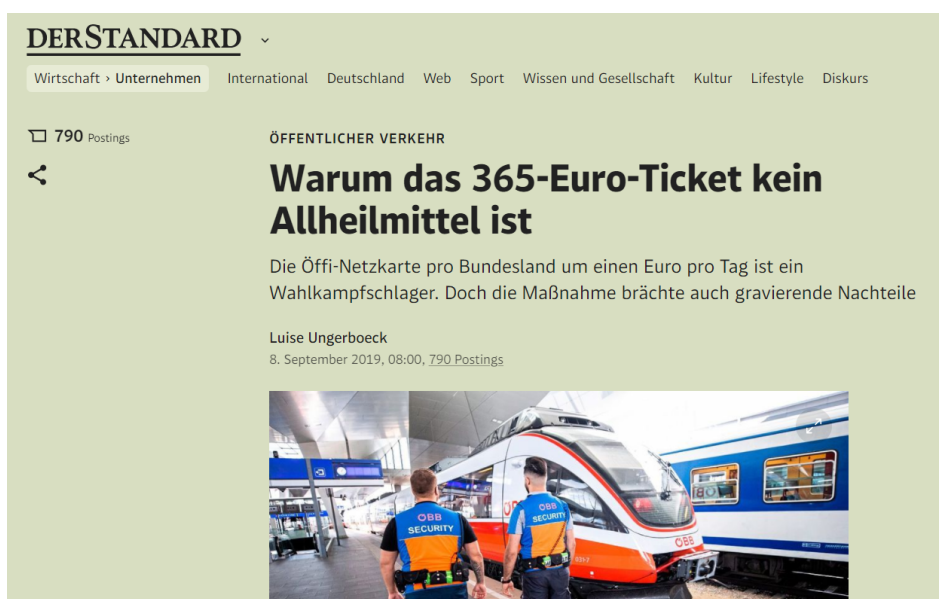 DERSTANDARD
Wirtschaft › Unternehmen International Deutschland Web Sport Wissen und Gesellschaft Kultur Lifestyle Diskurs
790 Postings
ÖFFENTLICHER VERKEHR
Warum das 365-Euro-Ticket kein
Allheilmittel ist
Die Öffi-Netzkarte pro Bundesland um einen Euro pro Tag ist ein
Wahlkampfschlager. Doch die Maßnahme brächte auch gravierende Nachteile
Luise Ungerboeck
8. September 2019, 08:00, 790 Postings
ÖBB
SECURITY
ÖBB
SECURITY
ÖBB